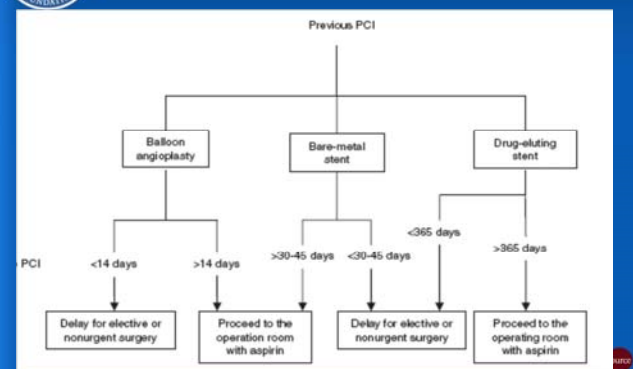 UNDATI
Previous PCI
Balloon
angioplasty
Bare-metal
stent
Drug-eluting
stent
PCI
<14 days
>14 days
>30-45 days
<30-45 days
<365 days
>365 days
Delay for elective or
nonurgent surgery
Proceed to the
operation room
with aspirin
Delay for elective or
nonurgent surgery
Proceed to the
operating room
with aspirin
urce